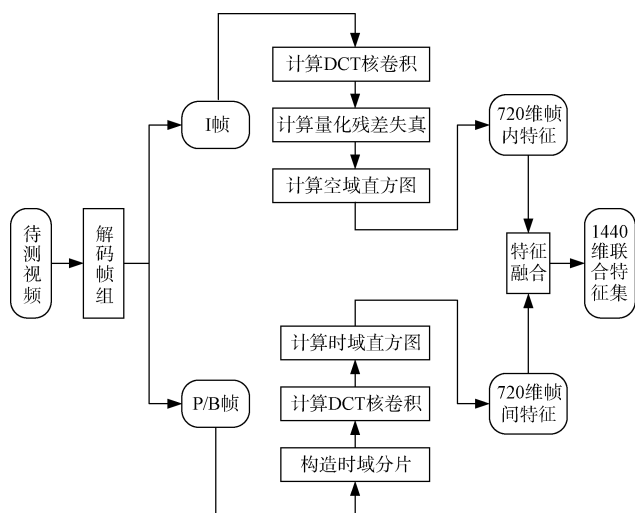 计算DCT核卷积
I帧
计算量化残差失真
720维帧
内特征
计算空域直方图
待测视频
解码帧组
特征
融合
1440
维联合特征集
计算时域直方图
P/B帧
计算DCT核卷积
720维帧
间特征
构造时域分片